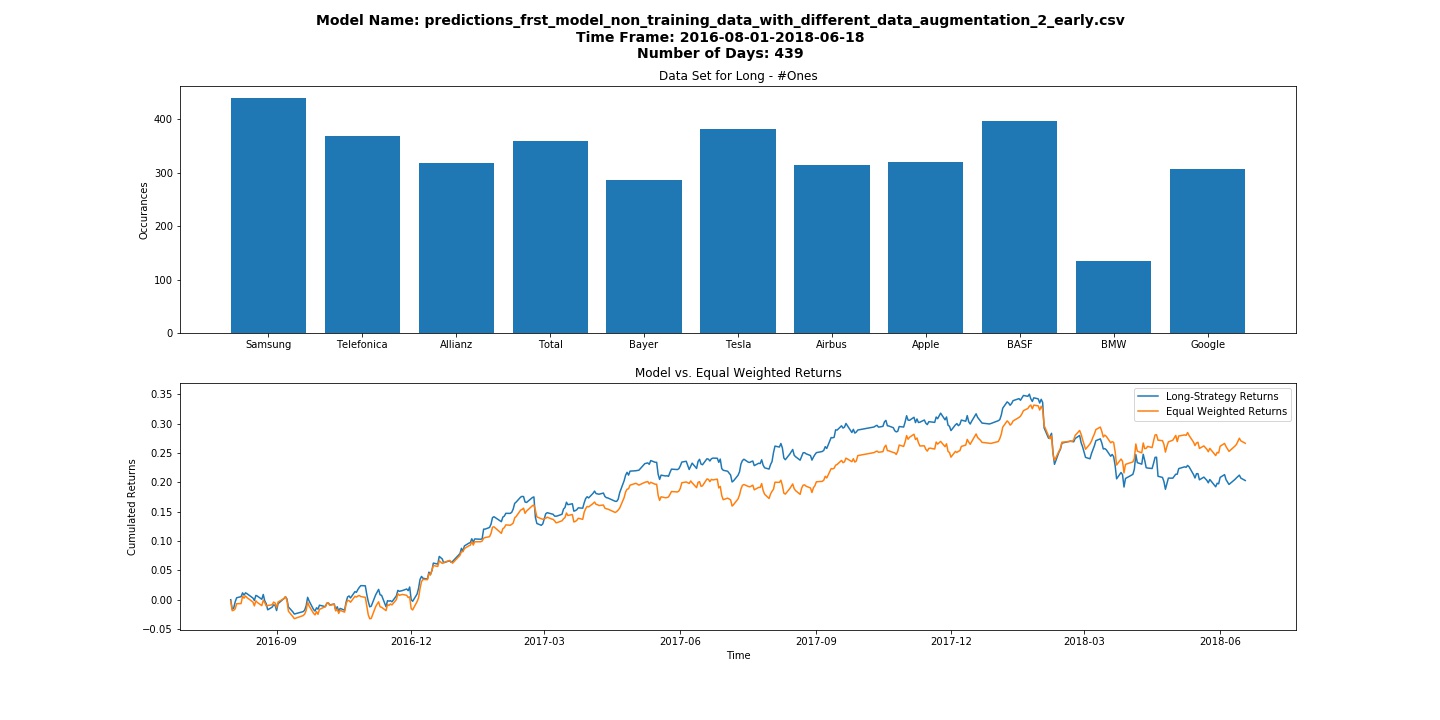 Model Name: predictions_frst_model_non_training_data_with_different_data_augmentation_2_early.csv
Time Frame: 2016-08-01-2018-06-18
Number of Days: 439
Data Set for Long - #Ones
400
300
200
100
0
Occurances
Samsung Telefonica Allianz Total Bayer Tesla Airbus Apple BASF BMW Google
Model vs. Equal Weighted Returns
0.35
0.30
0.25
0.20
0.15
0.10
0.05
0.00
−0.05
Cumulated Returns
Long-Strategy Returns
Equal Weighted Returns
2016-09 2016-12 2017-03 2017-06 2017-09 2017-12 2018-03 2018-06
Time